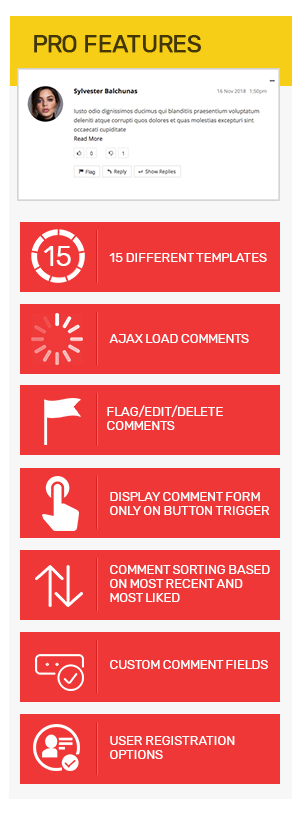 PRO FEATURES
Sylvester Balchunas
16 Nov 2018 1:50pm
Iusto odio dignissimos ducimus qui blanditiis praesentium voluptatum
deleniti atque corrupti quos dolores et quas molestias excepturi sint
occaecati cupiditate
Read More
0
1
Flag
Reply
Show Replies
15
15 DIFFERENT TEMPLATES
AJAX LOAD COMMENTS
FLAG/EDIT/DELETE
COMMENTS
DISPLAY COMMENT FORM
ONLY ON BUTTON TRIGGER
COMMENT SORTING BASED
ON MOST RECENT AND
MOST LIKED
CUSTOM COMMENT FIELDS
USER REGISTRATION
OPTIONS